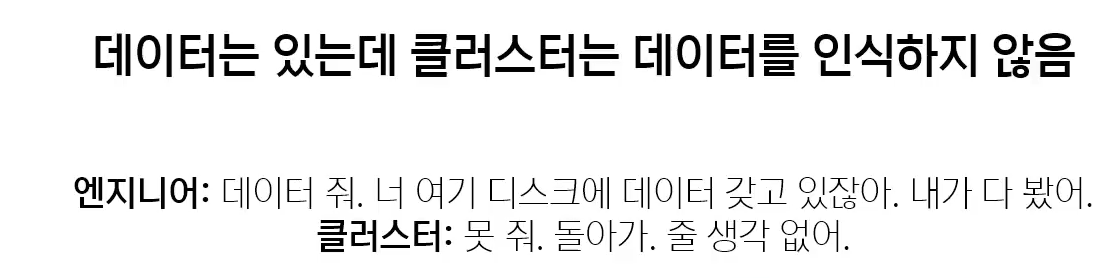 데이터는 있는데 클러스터는 데이터를 인식하지 않음
엔지니어: 데이터 줘. 너 여기 디스크에 데이터 갖고 있잖아. 내가 다 봤어.
클러스터: 못 줘. 돌아가. 줄 생각 없어.